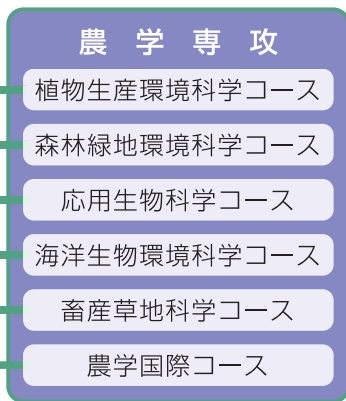 農学専攻
植物生産環境科学コース
森林緑地環境科学コース
応用生物科学コース
海洋生物環境科学コース
畜産草地科学コース
農学国際コース